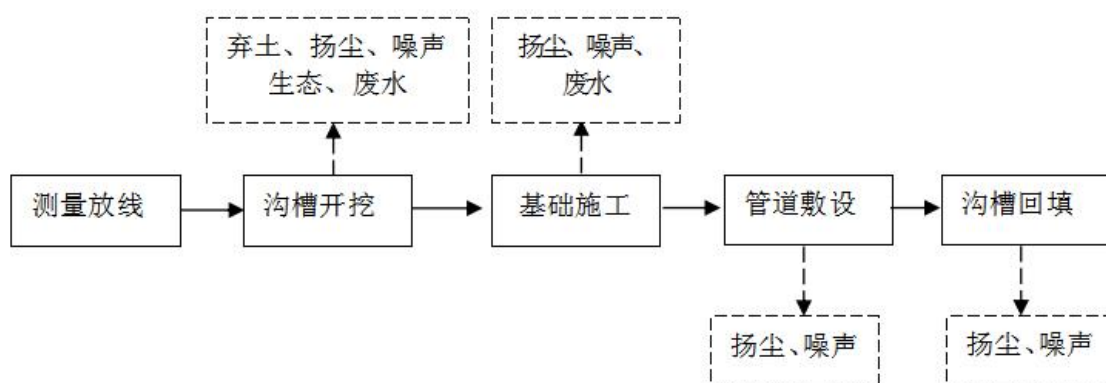 弃土、扬尘、噪声
生态、废水
扬尘、噪声、
废水
测量放线
沟槽开挖
基础施工
管道敷设
沟槽回填
扬尘、噪声
扬尘、噪声